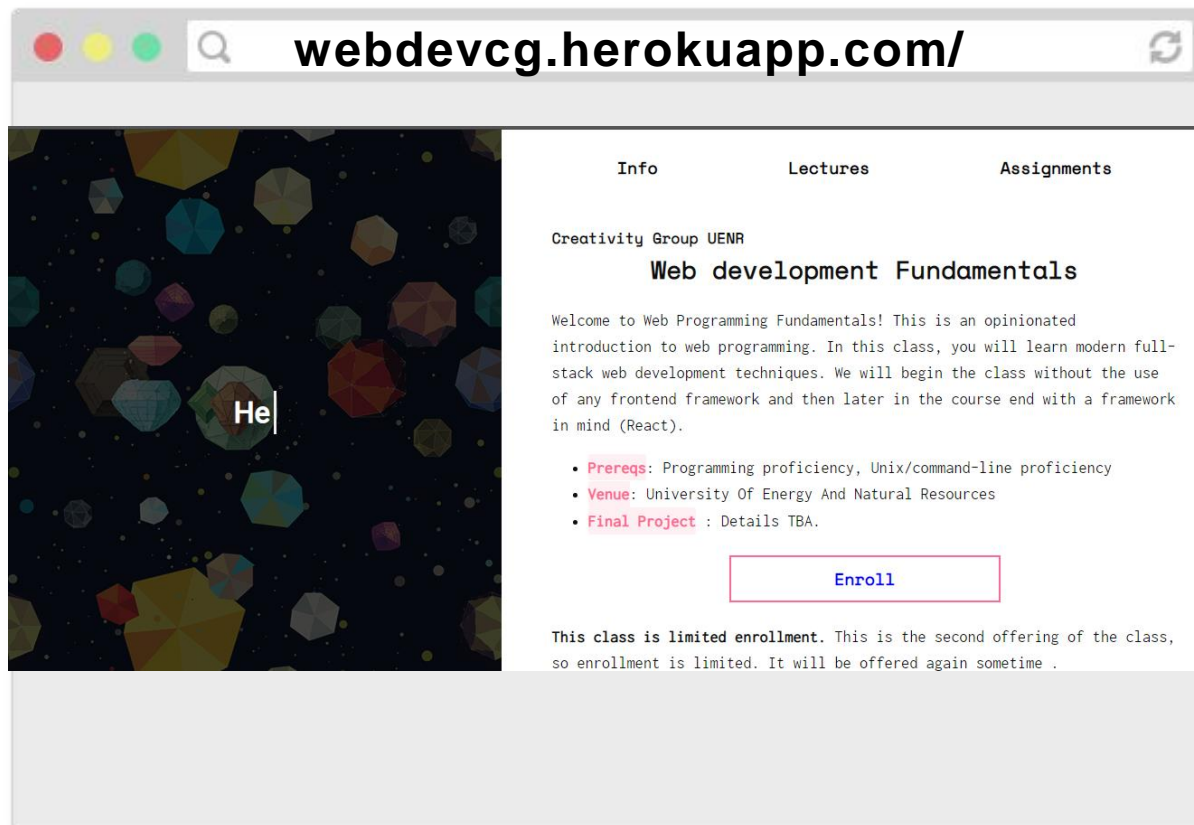 webdevcg.herokuapp.com/
Info Lectures Assignments
Creativity Group UENR
Web development Fundamentals
Welcome to Web Programming Fundamentals! This is an opinionated
introduction to web programming. In this class, you will learn modern full-
stack web development techniques. We will begin the class without the use
of any frontend framework and then later in the course end with a framework
in mind (React).
He
• Prereqs: Programming proficiency, Unix/command-line proficiency
• Venue: University Of Energy And Natural Resources
• Final Project : Details TBA.
Enroll
This class is limited enrollment. This is the second offering of the class,
so enrollment is limited. It will be offered again sometime .